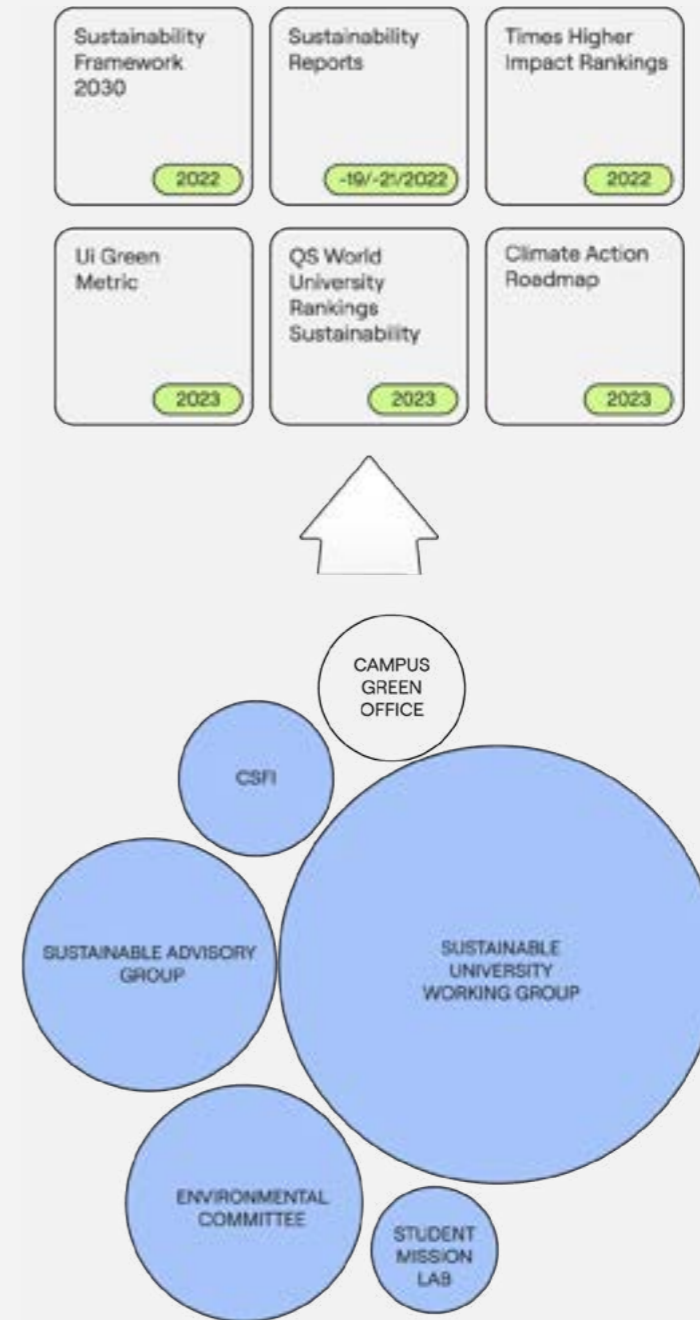 Sustainability
Framework
2030
2022
Sustainability
Reports
-19/-21/2022
Times Higher
Impact Rankings
2022
Ui Green
Metric
2023
QS World
University
Rankings
Sustainability
2023
Climate Action
Roadmap
2023
CAMPUS
GREEN
OFFICE
CSFI
SUSTAINABLE ADVISORY
GROUP
SUSTAINABLE
UNIVERSITY
WORKING GROUP
ENVIRONMENTAL
COMMITTEE
STUDENT
MISSION
LAB